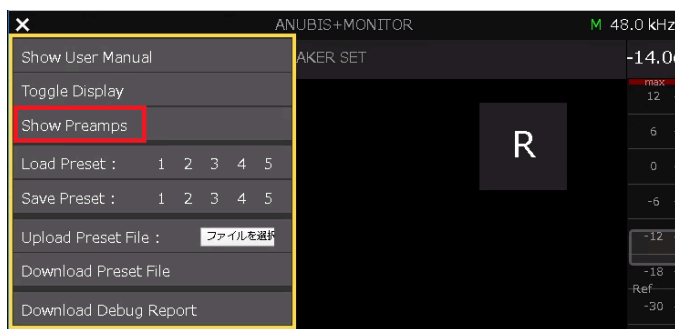 ANUBIS+MONITOR M 48.0 kHz
Show User Manual
AKER SET
-14.0
Toggle Display
max
12
Show Preamps
6
R
Load Preset : 1 2 3 4 5
0
Save Preset : 1 2 3 4 5
-6
Upload Preset File : ファイルを選択
-12
Download Preset File
-18
Ref
Download Debug Report
-30